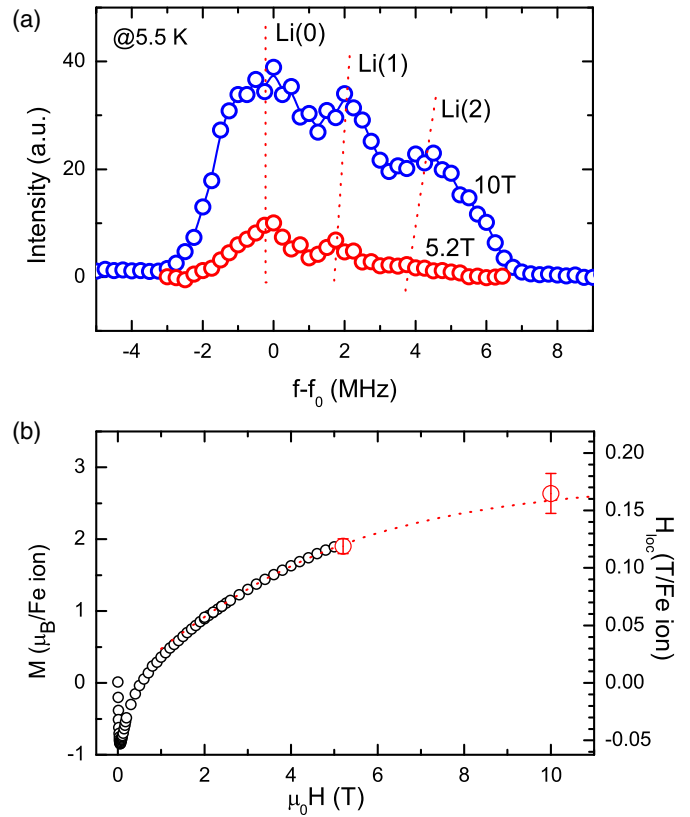 (a)
@5.5 K
Li(0)
Li(1)
Li(2)
10T
5.2T
40
20
0
Intensity (a.u.)
-4 -2 0 2 4 6 8
f-f₀ (MHz)
(b)
3
2
1
0
-1
M (μ_B/Fe ion)
0.20
0.15
0.10
0.05
0.00
-0.05
H_loc (T/Fe ion)
0 2 4 6 8 10
μ₀H (T)